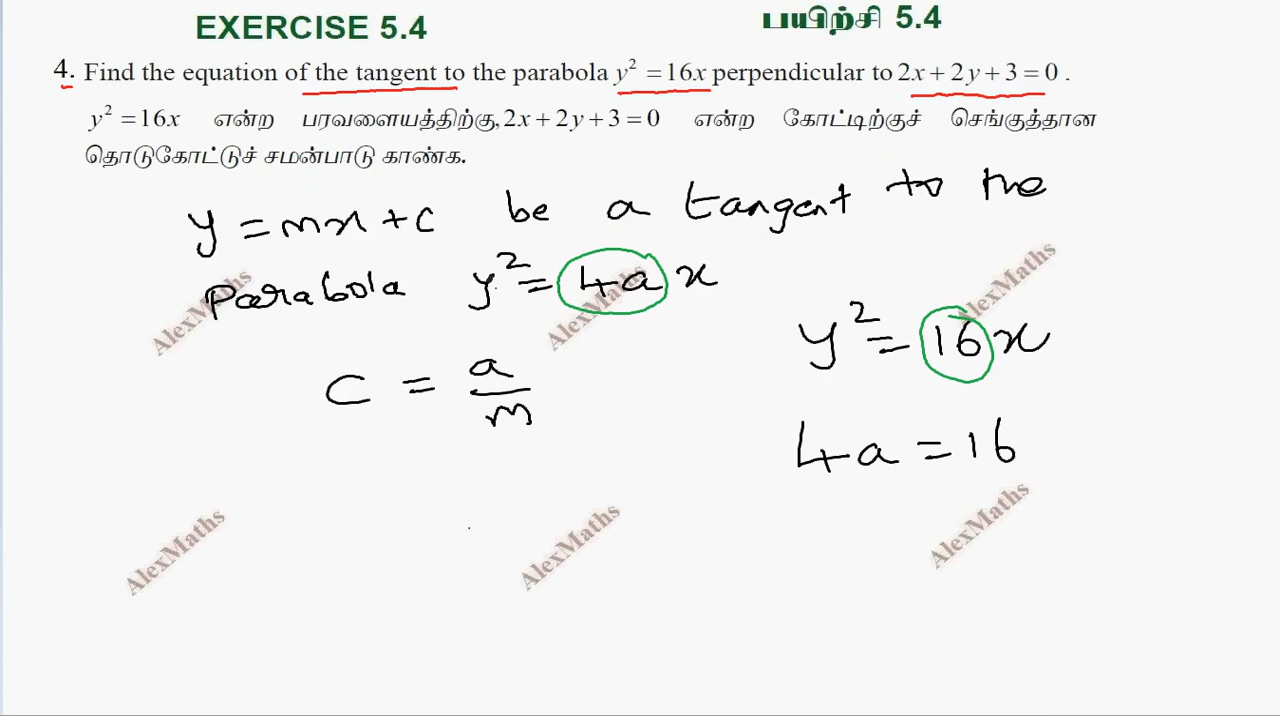 EXERCISE 5.4
பயிற்சி 5.4
4. Find the equation of the tangent to the parabola y² = 16x perpendicular to 2x + 2y + 3 = 0 .
y² = 16x என்ற பரவளையத்திற்கு, 2x + 2y + 3 = 0 என்ற கோட்டிற்குச் செங்குத்தான
தொடுகோட்டுச் சமன்பாடு காண்க.
y = mx + c be a tangent to the
Parabola y² = 4a x
y² = 16x
c = a/m
4a = 16
AlexMaths
AlexMaths
AlexMaths
AlexMaths
AlexMaths
AlexMaths